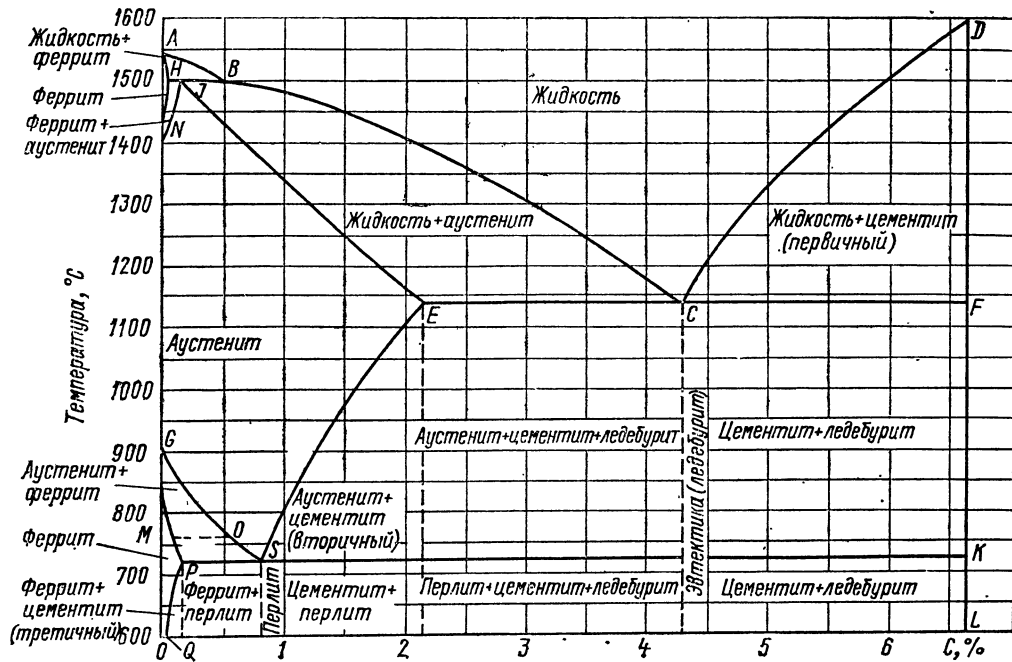 1600
Жидкость+
феррит
A
D
H
B
1500
J
Феррит
Жидкость
Феррит+
аустенит
N
1400
1300
Жидкость+аустенит
Жидкость+цементит
(первичный)
1200
E
C
F
1100
Температура, °С
Аустенит
1000
G
900
Аустенит+цементит+ледебурит
Эвтектика (ледебурит)
Цементит+ледебурит
Аустенит+
феррит
800
Аустенит+
цементит
(вторичный)
M
O
Феррит
S
K
700
P
Феррит+
цементит
(третичный)
Феррит+
перлит
Перлит
Цементит+
перлит
Перлит+цементит+ледебурит
Цементит+ледебурит
L
600
Q
0 1 2 3 4 5 6 С,%